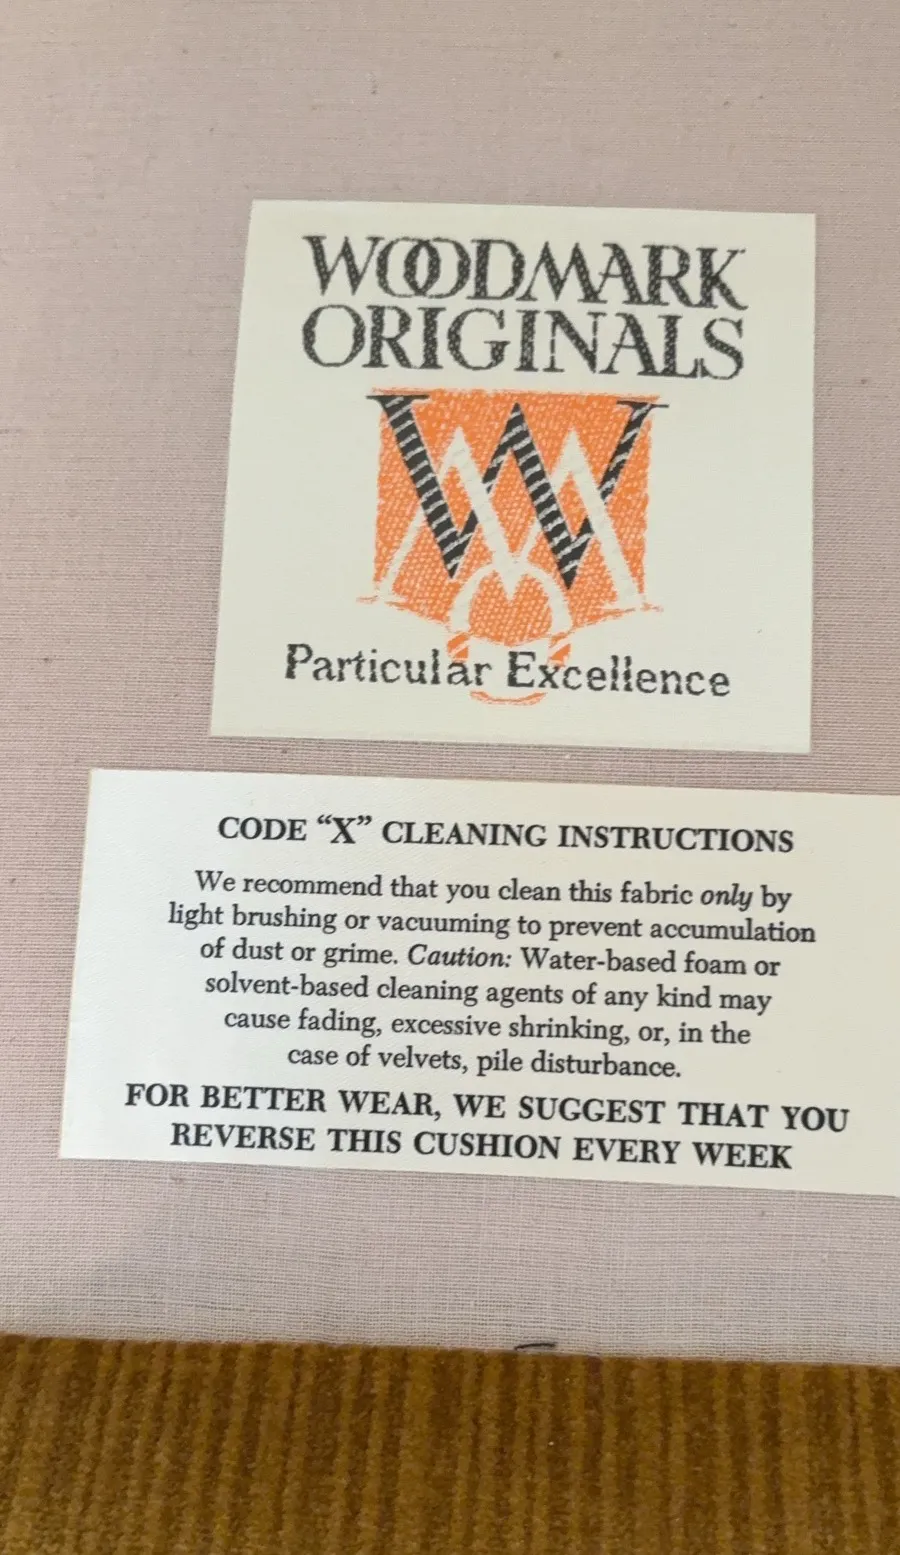 WOODMARK
ORIGINALS
Particular Excellence
CODE “X” CLEANING INSTRUCTIONS
We recommend that you clean this fabric only by
light brushing or vacuuming to prevent accumulation
of dust or grime. Caution: Water-based foam or
solvent-based cleaning agents of any kind may
cause fading, excessive shrinking, or, in the
case of velvets, pile disturbance.
FOR BETTER WEAR, WE SUGGEST THAT YOU
REVERSE THIS CUSHION EVERY WEEK